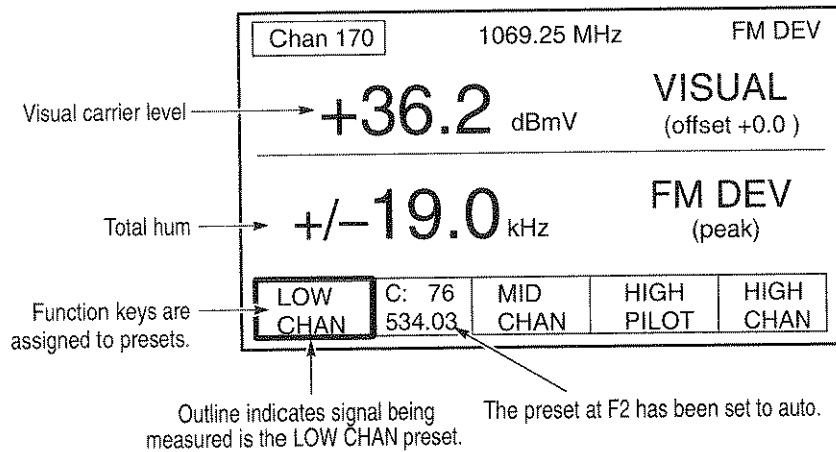 Chan 170 1069.25 MHz FM DEV
Visual carrier level +36.2 dBmV VISUAL
(offset +0.0 )
Total hum +/−19.0 kHz FM DEV
(peak)
Function keys are
assigned to presets.
LOW CHAN
C: 76 534.03
MID CHAN
HIGH PILOT
HIGH CHAN
Outline indicates signal being
measured is the LOW CHAN preset.
The preset at F2 has been set to auto.